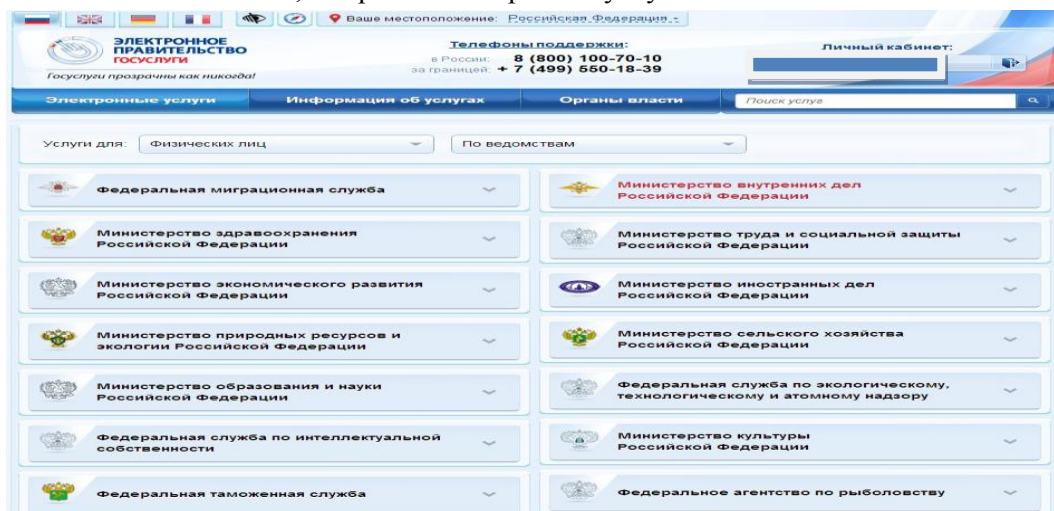 Ваше местоположение: Российская Федерация
ЭЛЕКТРОННОЕ
ПРАВИТЕЛЬСТВО
ГОСУСЛУГИ
Госуслуги прозрачны как никогда!
Телефоны поддержки:
в России: 8 (800) 100-70-10
за границей: + 7 (499) 550-18-39
Личный кабинет:
Электронные услуги
Информация об услугах
Органы власти
Поиск услуг
Услуги для: Физических лиц
По ведомствам
Федеральная миграционная служба
Министерство внутренних дел
Российской Федерации
Министерство здравоохранения
Российской Федерации
Министерство труда и социальной защиты
Российской Федерации
Министерство экономического развития
Российской Федерации
Министерство иностранных дел
Российской Федерации
Министерство природных ресурсов и
экологии Российской Федерации
Министерство сельского хозяйства
Российской Федерации
Министерство образования и науки
Российской Федерации
Федеральная служба по экологическому,
технологическому и атомному надзору
Федеральная служба по интеллектуальной
собственности
Министерство культуры
Российской Федерации
Федеральная таможенная служба
Федеральное агентство по рыболовству